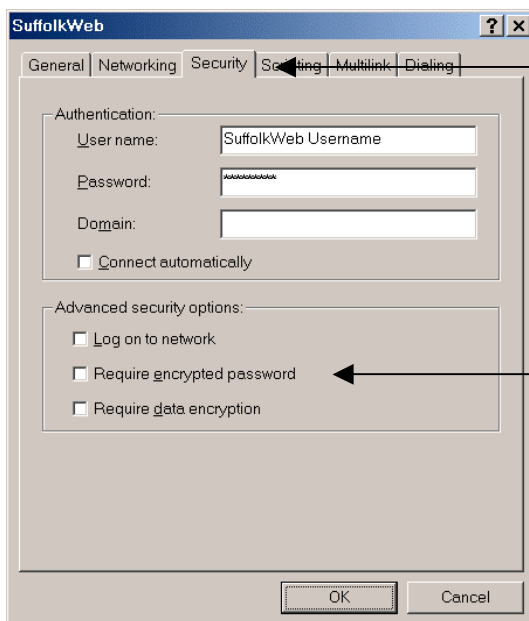 SuffolkWeb
General Networking Security Scripting Multilink Dialing
Authentication:
User name: SuffolkWeb Username
Password: *********
Domain:
Connect automatically
Advanced security options:
Log on to network
Require encrypted password
Require data encryption
OK Cancel